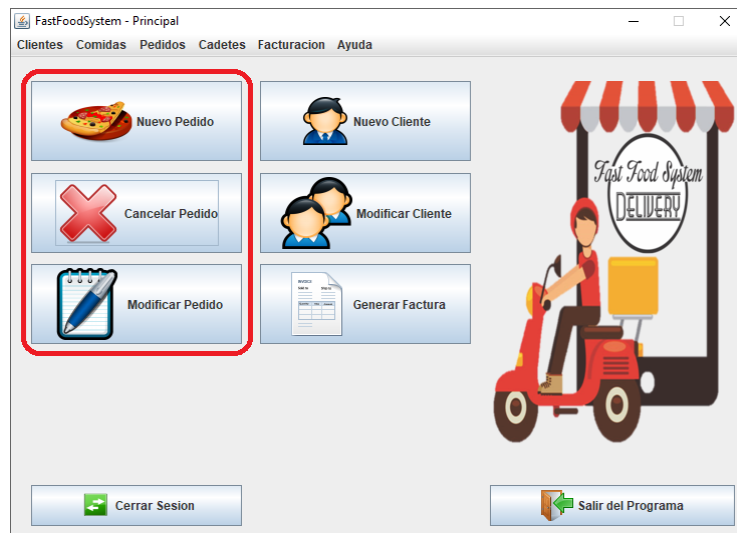 FastFoodSystem - Principal
Clientes Comidas Pedidos Cadetes Facturacion Ayuda
Nuevo Pedido
Nuevo Cliente
Cancelar Pedido
Modificar Cliente
Modificar Pedido
INVOICE
Generar Factura
Fast Food System
DELIVERY
Cerrar Sesion
Salir del Programa